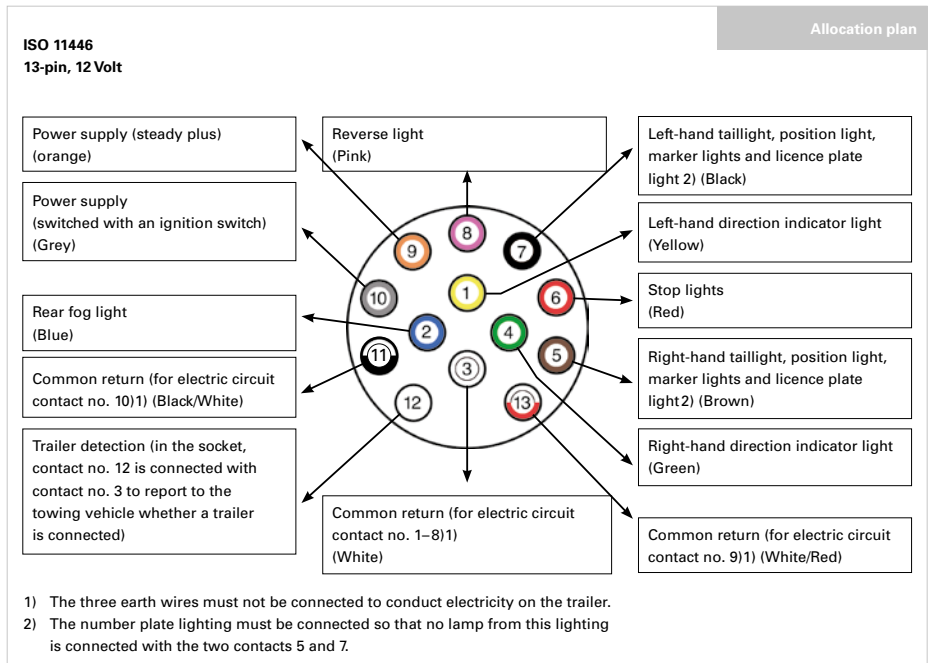 Allocation plan
ISO 11446
13-pin, 12 Volt
Power supply (steady plus)
(orange)
Reverse light
(Pink)
Left-hand taillight, position light,
marker lights and licence plate
light 2) (Black)
Power supply
(switched with an ignition switch)
(Grey)
Left-hand direction indicator light
(Yellow)
Stop lights
(Red)
Rear fog light
(Blue)
Right-hand taillight, position light,
marker lights and licence plate
light2) (Brown)
Common return (for electric circuit
contact no. 10)1) (Black/White)
Trailer detection (in the socket,
contact no. 12 is connected with
contact no. 3 to report to the
towing vehicle whether a trailer
is connected)
Right-hand direction indicator light
(Green)
Common return (for electric circuit
contact no. 1–8)1)
(White)
Common return (for electric circuit
contact no. 9)1) (White/Red)
8
9
7
10
1
6
2
4
11
3
5
12
13
1) The three earth wires must not be connected to conduct electricity on the trailer.
2) The number plate lighting must be connected so that no lamp from this lighting
is connected with the two contacts 5 and 7.